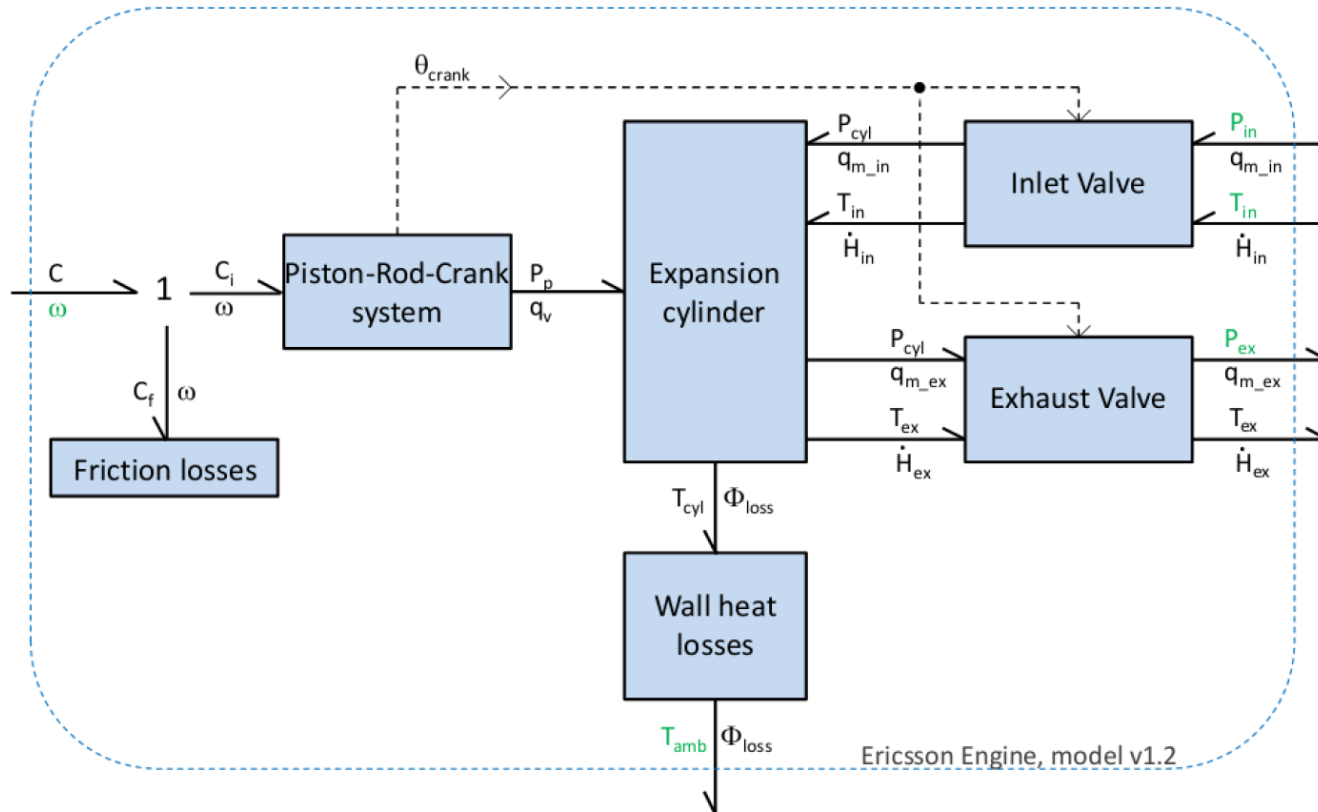 θcrank
Pcyl
qm_in
Tin
Ḣin
Inlet Valve
Pin
qm_in
Tin
Ḣin
C
ω
1
Ci
ω
Piston-Rod-Crank
system
Pp
qv
Expansion
cylinder
Cf
ω
Friction losses
Pcyl
qm_ex
Tex
Ḣex
Exhaust Valve
Pex
qm_ex
Tex
Ḣex
Tcyl
Φloss
Wall heat
losses
Tamb
Φloss
Ericsson Engine, model v1.2